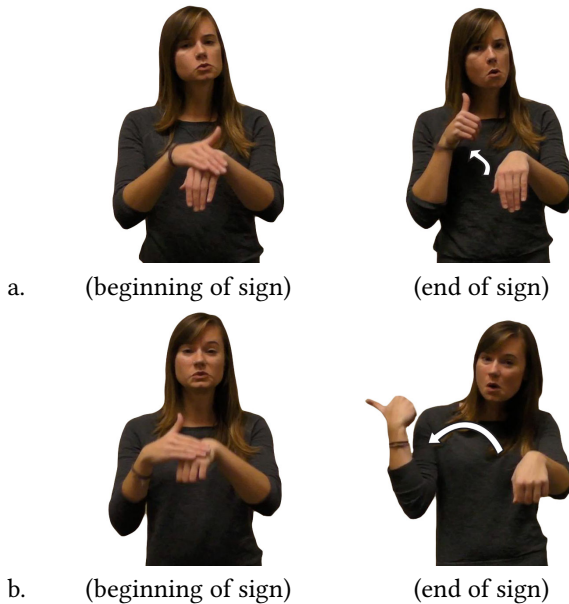 a. (beginning of sign) (end of sign)
b. (beginning of sign) (end of sign)